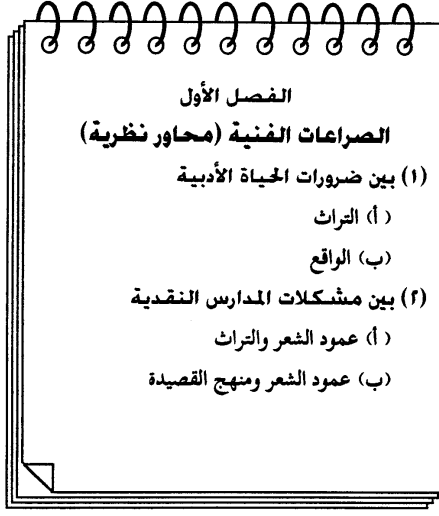 الفصل الأول
الصراعات الفنية (محاور نظرية)
(١) بين ضرورات الحياة الأدبية
(أ) التراث
(ب) الواقع
(٢) بين مشكلات المدارس النقدية
(أ) عمود الشعر والتراث
(ب) عمود الشعر ومنهج القصيدة